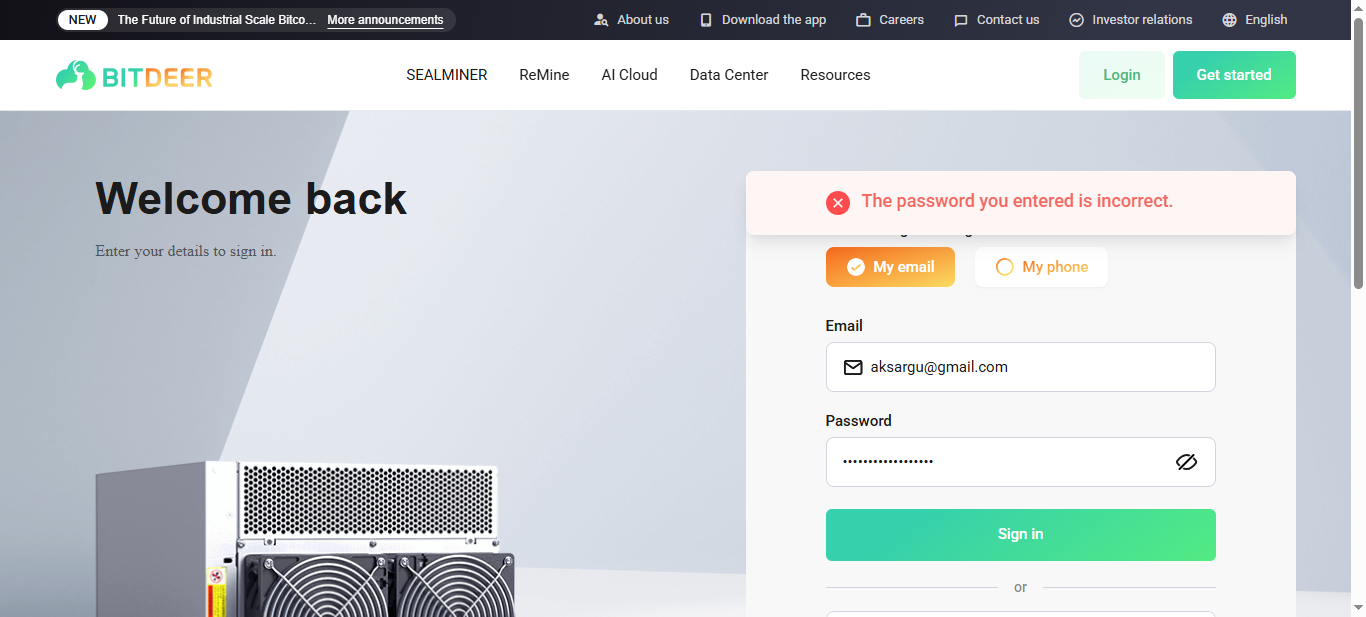 NEW The Future of Industrial Scale Bitco... More announcements About us Download the app Careers Contact us Investor relations English
BITDEER SEALMINER ReMine AI Cloud Data Center Resources Login Get started
Welcome back
Enter your details to sign in.
The password you entered is incorrect.
My email My phone
Email
aksargu@gmail.com
Password
••••••••••••••••••
Sign in
or